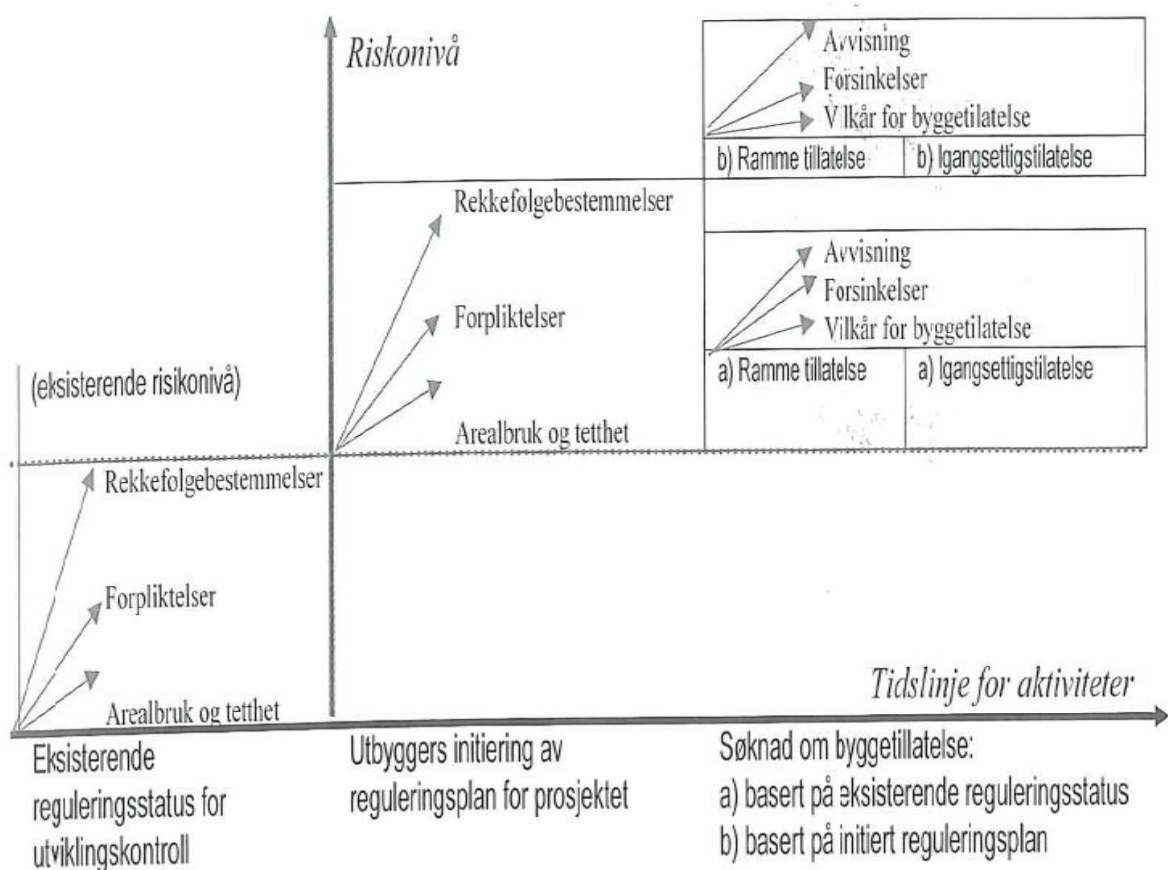 Riskonivå
Avvisning
Forsinkelser
Vilkår for byggetilatelse
b) Ramme tillatelse
b) Igangsettigstilatelse
Rekkefølgebestemmelser
Forpliktelser
Arealbruk og tetthet
Avvisning
Forsinkelser
Vilkår for byggetilatelse
a) Ramme tillatelse
a) Igangsettigstilatelse
(eksisterende risikonivå)
Rekkefølgebestemmelser
Forpliktelser
Arealbruk og tetthet
Tidslinje for aktiviteter
Eksisterende
reguleringsstatus for
utviklingskontroll
Utbyggers initiering av
reguleringsplan for prosjektet
Søknad om byggetillatelse:
a) basert på eksisterende reguleringsstatus
b) basert på initiert reguleringsplan